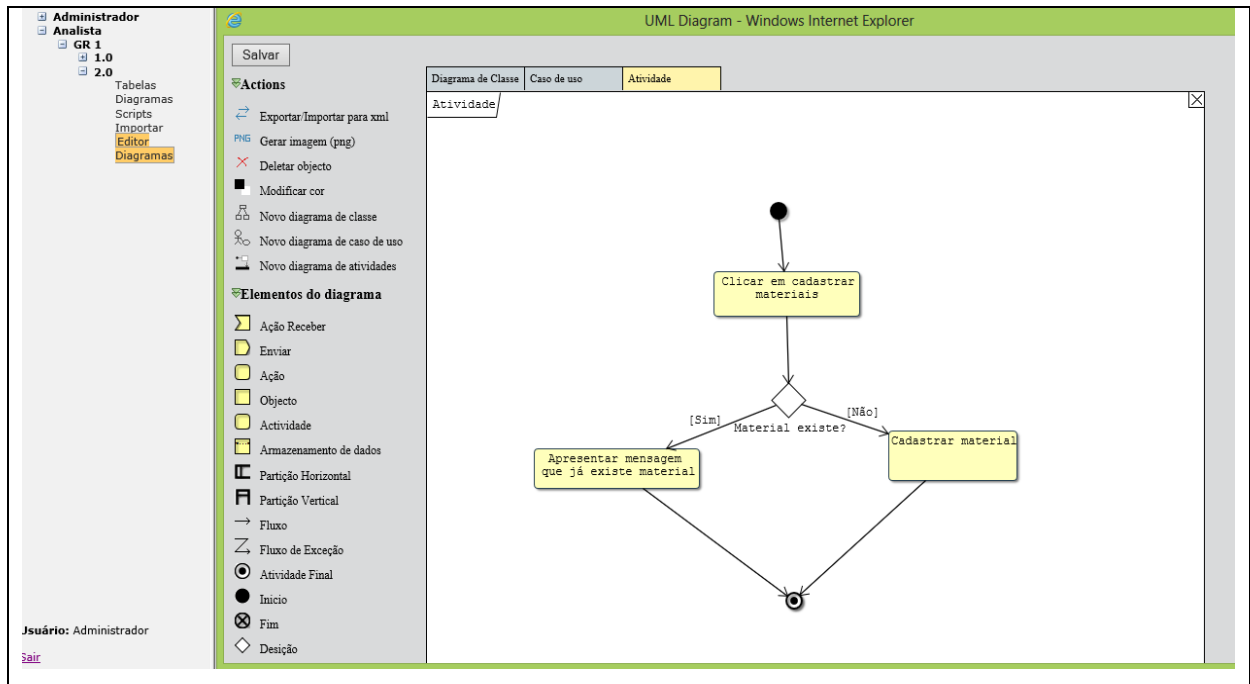 Administrador
Analista
GR 1
1.0
2.0
Tabelas
Diagramas
Scripts
Importar
Editor
Diagramas
Usuário: Administrador
Sair
UML Diagram - Windows Internet Explorer
Salvar
Actions
Exportar/Importar para xml
PNG Gerar imagem (png)
Deletar objecto
Modificar cor
Novo diagrama de classe
Novo diagrama de caso de uso
Novo diagrama de atividades
Elementos do diagrama
Ação Receber
Enviar
Ação
Objecto
Actividade
Armazenamento de dados
Partição Horizontal
Partição Vertical
Fluxo
Fluxo de Exceção
Atividade Final
Inicio
Fim
Desição
Diagrama de Classe
Caso de uso
Atividade
Atividade
Clicar em cadastrar
materiais
[Sim]
[Não]
Material existe?
Apresentar mensagem
que já existe material
Cadastrar material